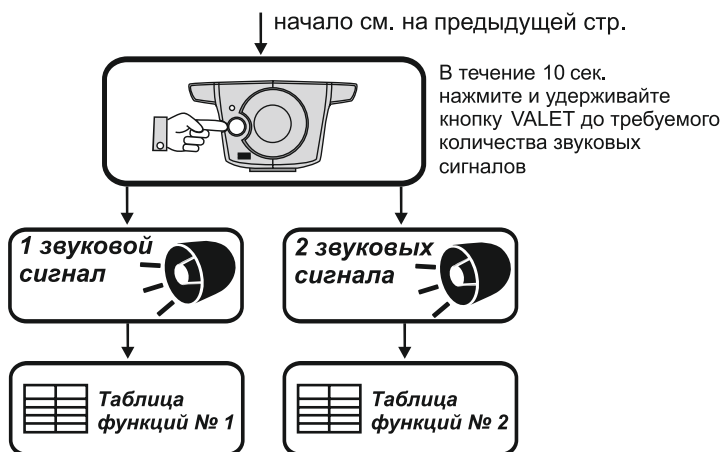 начало см. на предыдущей стр.
В течение 10 сек.
нажмите и удерживайте
кнопку VALET до требуемого
количества звуковых
сигналов
1 звуковой
сигнал
2 звуковых
сигнала
Таблица
функций № 1
Таблица
функций № 2